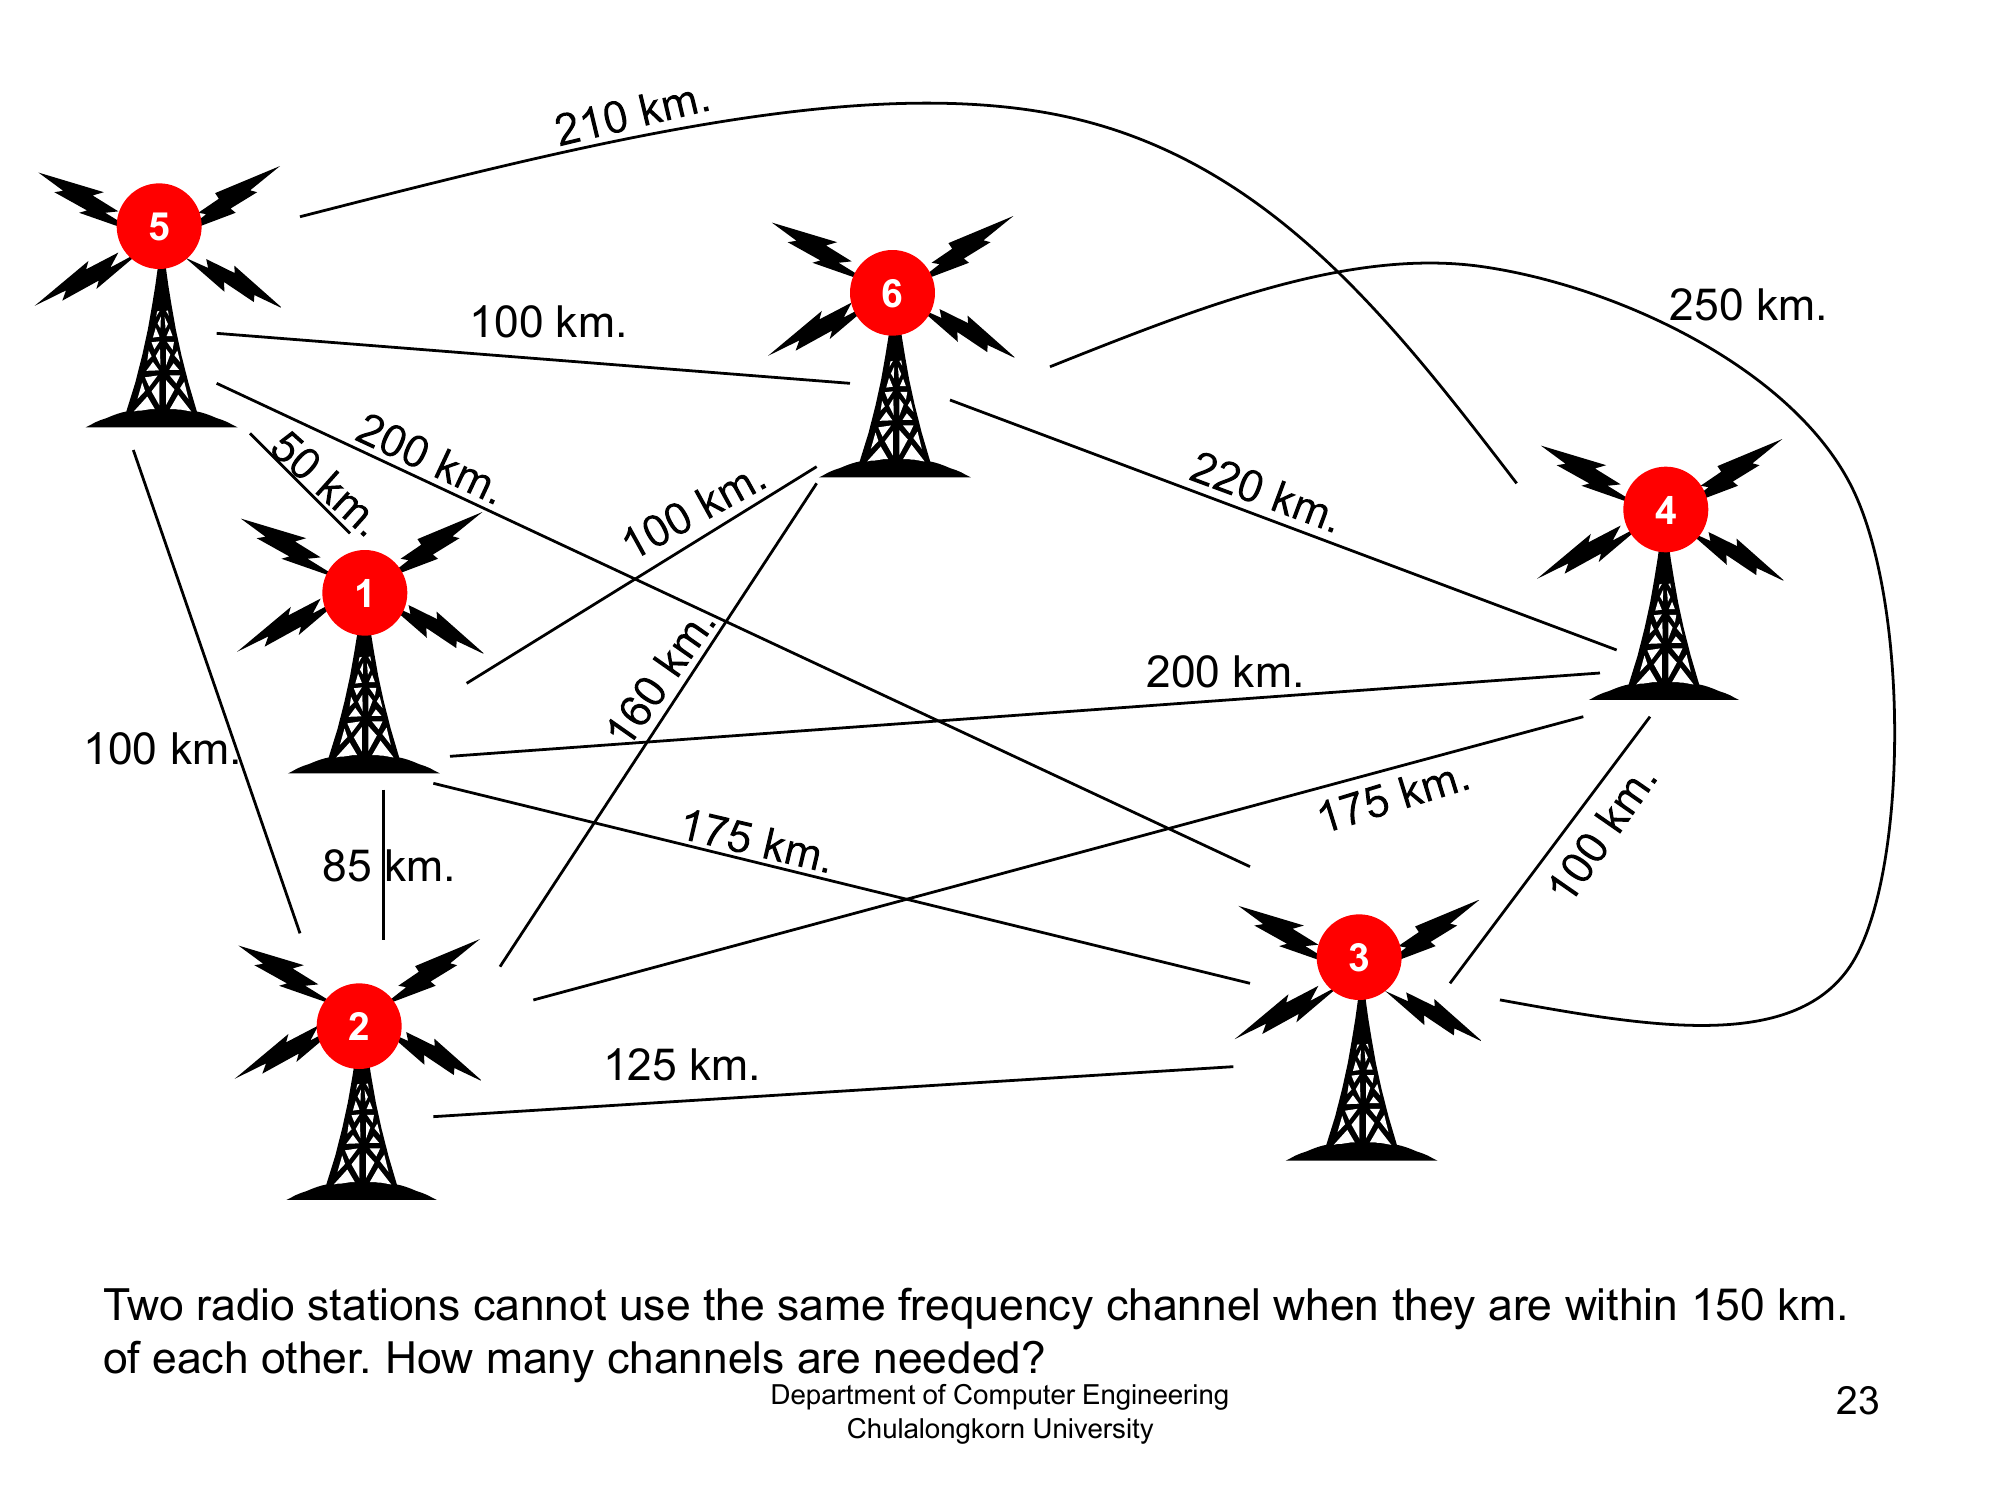 210 km.
5
6
100 km.
250 km.
200 km.
50 km.
100 km.
220 km.
4
1
160 km.
200 km.
100 km.
175 km.
175 km.
100 km.
85 km.
3
2
125 km.
Two radio stations cannot use the same frequency channel when they are within 150 km.
of each other. How many channels are needed?
Department of Computer Engineering
Chulalongkorn University
23